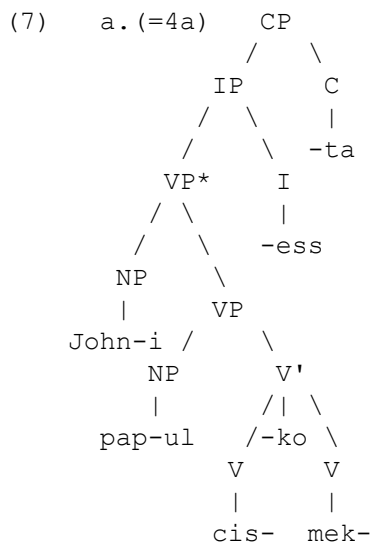 (7) a.(=4a) CP
/ \
IP C
/ \ |
/ \ -ta
VP* I
/ \ |
/ \ -ess
NP \
| VP
John-i / \
NP V'
| /| \
pap-ul /-ko \
V V
| |
cis- mek-